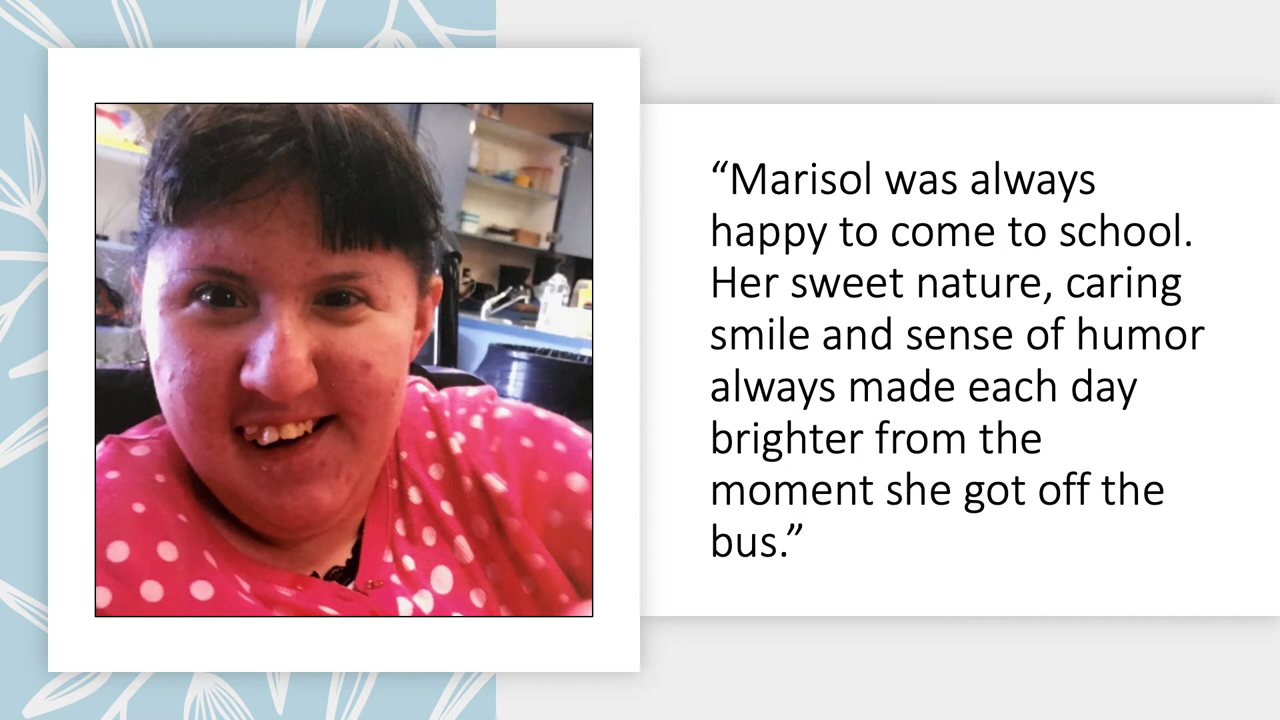 “Marisol was always
happy to come to school.
Her sweet nature, caring
smile and sense of humor
always made each day
brighter from the
moment she got off the
bus.”